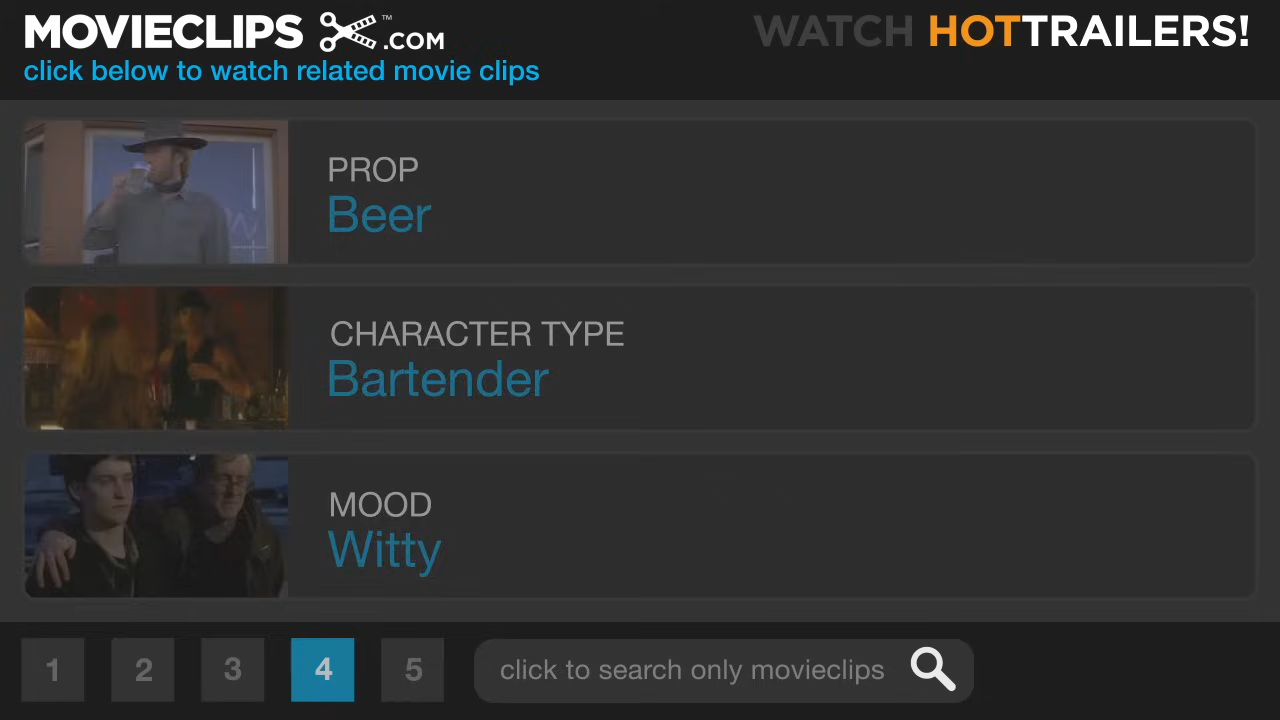 MOVIECLIPS ™ .COM
WATCH HOTTRAILERS!
click below to watch related movie clips
PROP
Beer
CHARACTER TYPE
Bartender
MOOD
Witty
1 2 3 4 5
click to search only movieclips